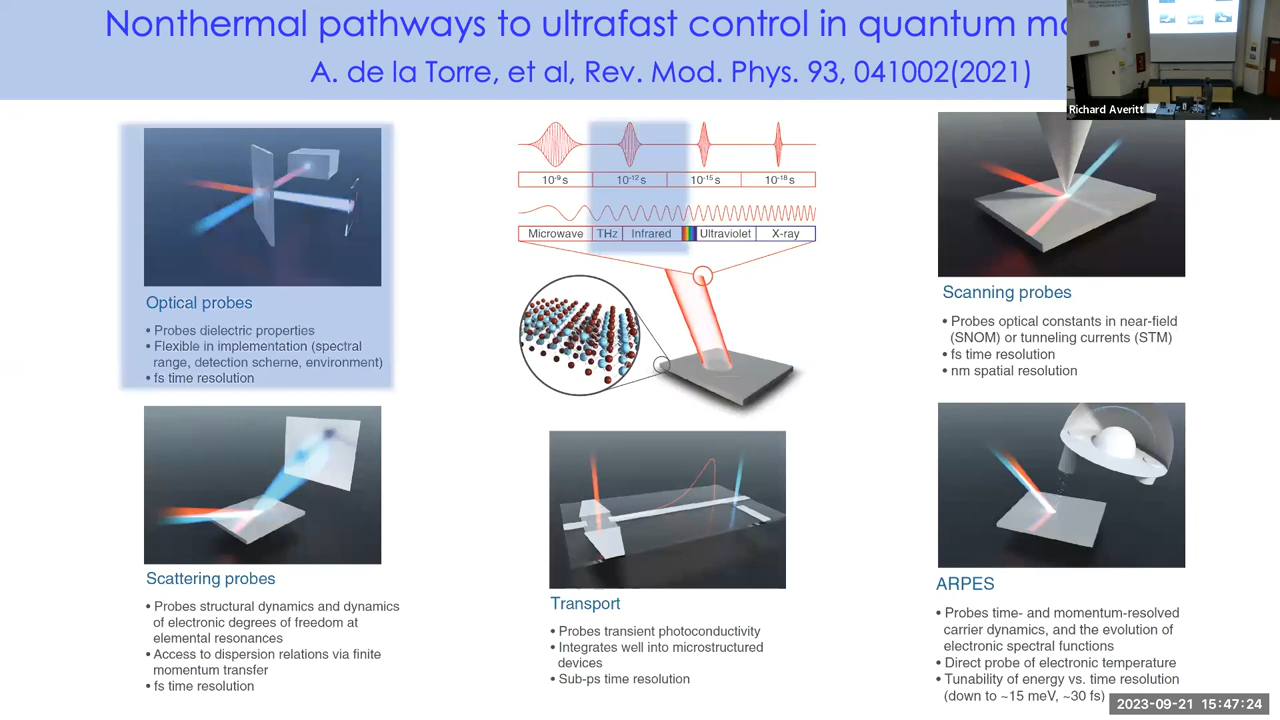 Nonthermal pathways to ultrafast control in quantum
A. de la Torre, et al, Rev. Mod. Phys. 93, 041002(2021)
Richard Averitt
Optical probes
• Probes dielectric properties
• Flexible in implementation (spectral
range, detection scheme, environment)
• fs time resolution
10⁻⁹ s 10⁻¹² s 10⁻¹⁵ s 10⁻¹⁸ s
Microwave THz Infrared Ultraviolet X-ray
Scanning probes
• Probes optical constants in near-field
(SNOM) or tunneling currents (STM)
• fs time resolution
• nm spatial resolution
Scattering probes
• Probes structural dynamics and dynamics
of electronic degrees of freedom at
elemental resonances
• Access to dispersion relations via finite
momentum transfer
• fs time resolution
Transport
• Probes transient photoconductivity
• Integrates well into microstructured
devices
• Sub-ps time resolution
ARPES
• Probes time- and momentum-resolved
carrier dynamics, and the evolution of
electronic spectral functions
• Direct probe of electronic temperature
• Tunability of energy vs. time resolution
(down to ~15 meV, ~30 fs)
2023-09-21 15:47:24